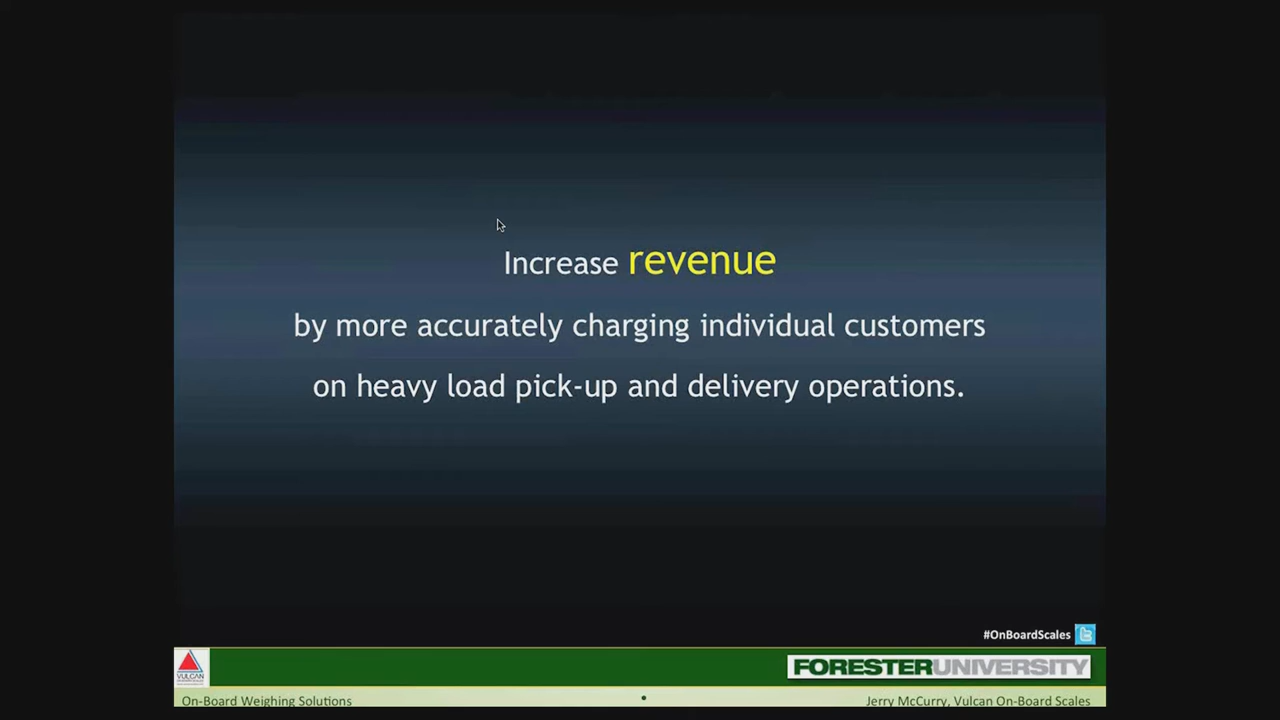 Increase revenue
by more accurately charging individual customers
on heavy load pick-up and delivery operations.
#OnBoardScales
VULCAN
FORESTERUNIVERSITY
On-Board Weighing Solutions
Jerry McCurry, Vulcan On-Board Scales